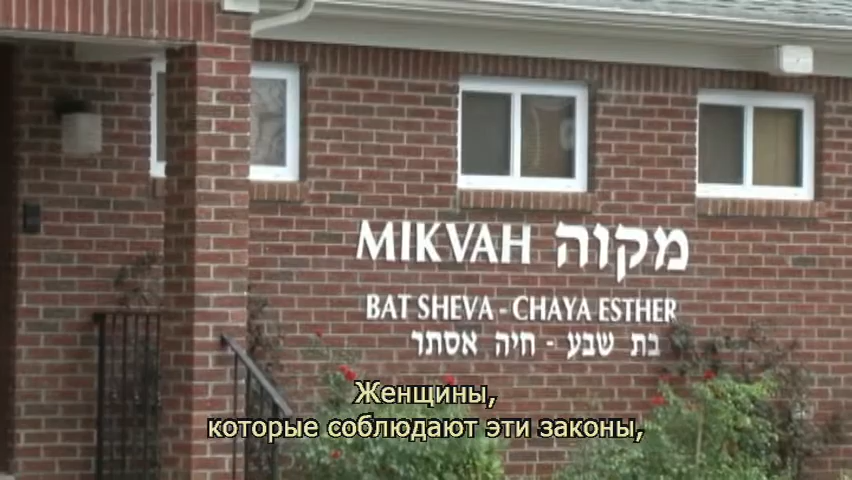 MIKVAH מקוה
BAT SHEVA - CHAYA ESTHER
בת שבע - חיה אסתר
Женщины,
которые соблюдают эти законы,